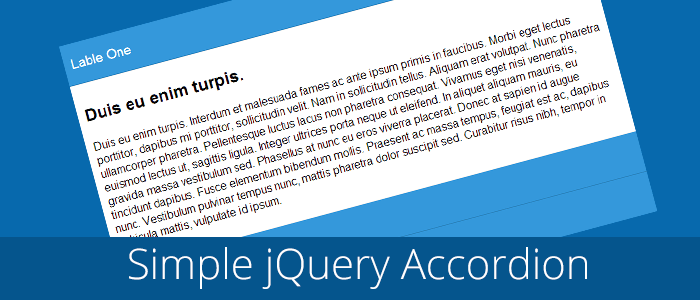 Lable One
Duis eu enim turpis.
Duis eu enim turpis. Interdum et malesuada fames ac ante ipsum primis in faucibus. Morbi eget lectus
porttitor, dapibus mi porttitor, sollicitudin velit. Nam in sollicitudin tellus. Aliquam erat volutpat. Nunc pharetra
ullamcorper pharetra. Pellentesque luctus lacus non pharetra consequat. Vivamus eget nisi venenatis,
euismod lectus ut, sagittis ligula. Integer ultrices porta neque ut eleifend. In aliquet aliquam mauris, eu
gravida massa vestibulum sed. Phasellus at nunc eu eros viverra placerat. Donec at sapien id augue
tincidunt dapibus. Fusce elementum bibendum mollis. Praesent ac massa tempus, feugiat est ac, dapibus
nunc. Vestibulum pulvinar tempus nunc, mattis pharetra dolor suscipit sed. Curabitur risus nibh, tempor in
mattis, vulputate id ipsum.
Simple jQuery Accordion